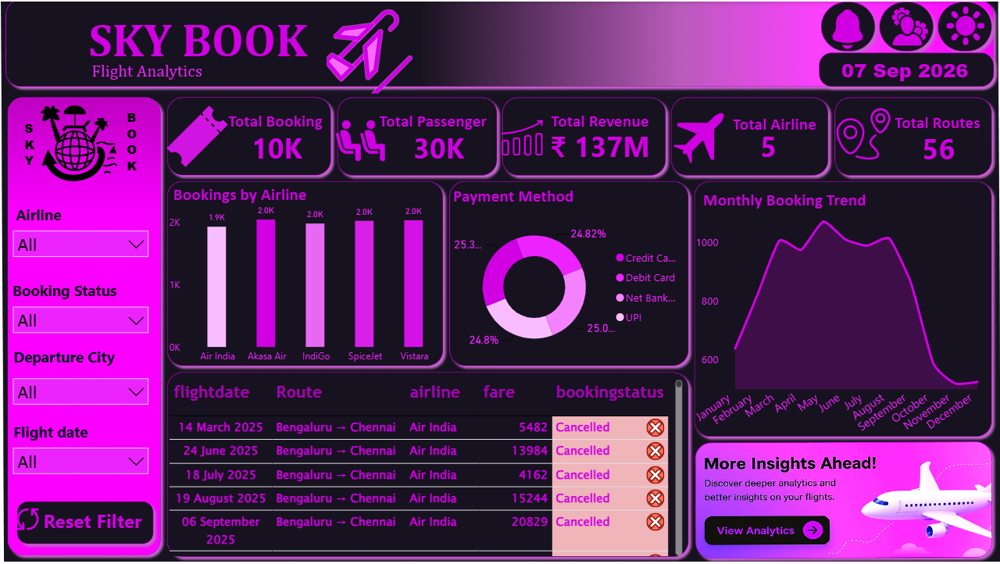 SKY BOOK
Flight Analytics
07 Sep 2026
SKY
BOOK
Airline
All
Booking Status
All
Departure City
All
Flight date
All
Reset Filter
Total Booking
10K
Total Passenger
30K
Total Revenue
₹ 137M
Total Airline
5
Total Routes
56
Bookings by Airline
2K
1K
0K
1.9K
2.0K
2.0K
2.0K
2.0K
Air India
Akasa Air
IndiGo
SpiceJet
Vistara
Payment Method
24.82%
25.3...
24.8%
25.0...
Credit Ca...
Debit Card
Net Bank...
UPI
Monthly Booking Trend
1000
800
600
January
February
March
April
May
June
July
August
September
October
November
December
flightdate Route airline fare bookingstatus
14 March 2025 Bengaluru → Chennai Air India 5482 Cancelled
24 June 2025 Bengaluru → Chennai Air India 13984 Cancelled
18 July 2025 Bengaluru → Chennai Air India 4162 Cancelled
19 August 2025 Bengaluru → Chennai Air India 15244 Cancelled
06 September Bengaluru → Chennai Air India 20829 Cancelled
2025
More Insights Ahead!
Discover deeper analytics and
better insights on your flights.
View Analytics